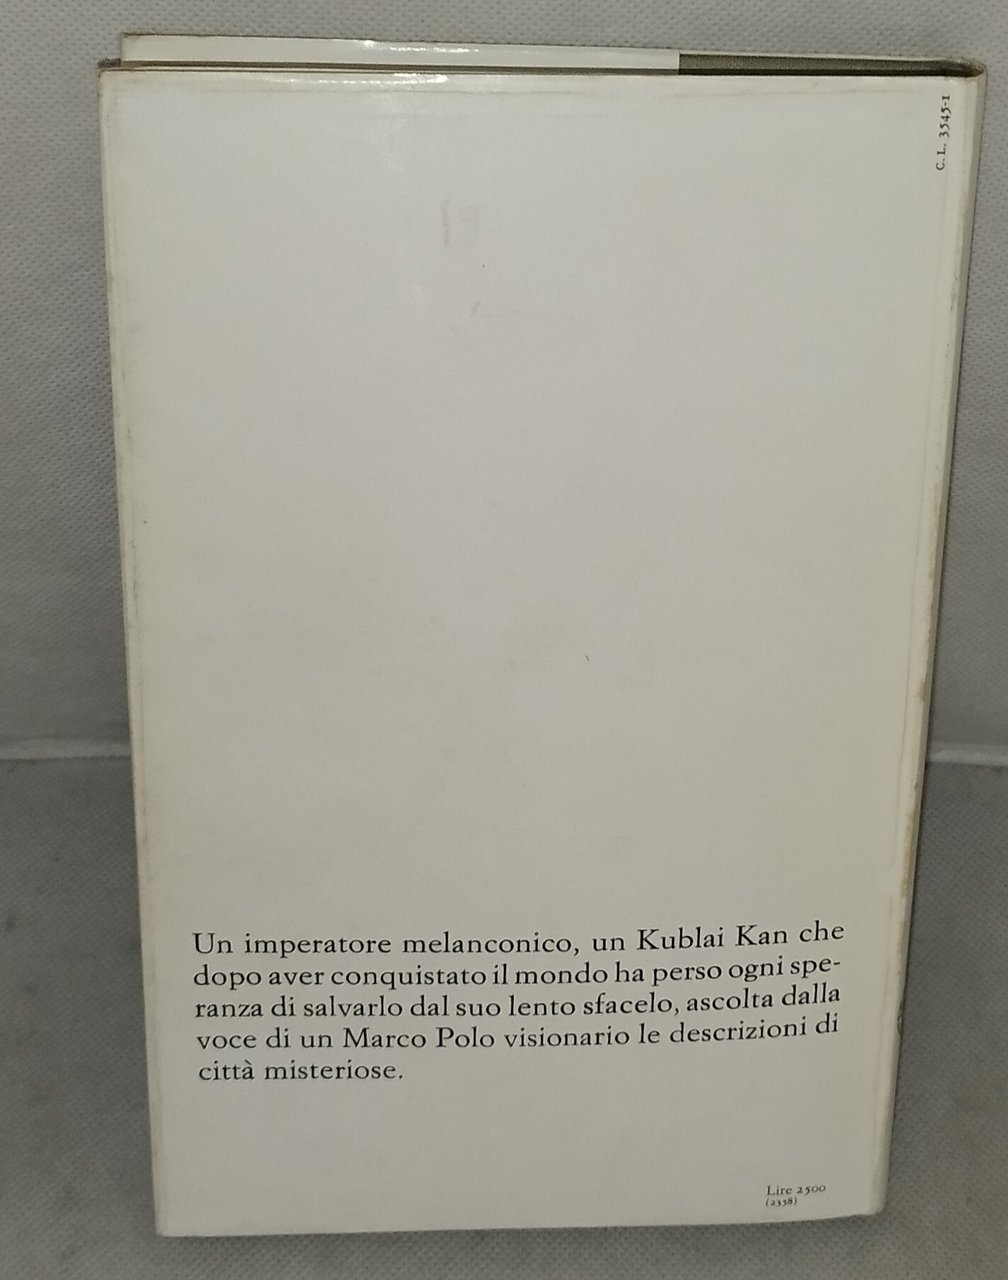 C. L. 3545-1
Un imperatore melanconico, un Kublai Kan che
dopo aver conquistato il mondo ha perso ogni spe-
ranza di salvarlo dal suo lento sfacelo, ascolta dalla
voce di un Marco Polo visionario le descrizioni di
città misteriose.
Lire 2500
(2358)